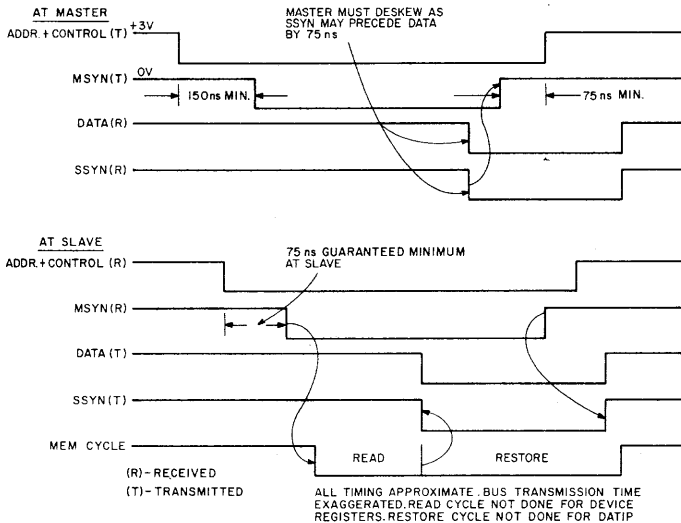 AT MASTER
ADDR.+CONTROL (T) +3V
MASTER MUST DESKEW AS
SSYN MAY PRECEDE DATA
BY 75 ns
MSYN(T) 0V
150ns MIN.
75 ns MIN.
DATA(R)
SSYN(R)
AT SLAVE
ADDR.+CONTROL (R)
75 ns GUARANTEED MINIMUM
AT SLAVE
MSYN(R)
DATA(T)
SSYN(T)
MEM CYCLE
READ
RESTORE
(R)-RECEIVED
(T)-TRANSMITTED
ALL TIMING APPROXIMATE.BUS TRANSMISSION TIME
EXAGGERATED.READ CYCLE NOT DONE FOR DEVICE
REGISTERS.RESTORE CYCLE NOT DONE FOR DATIP